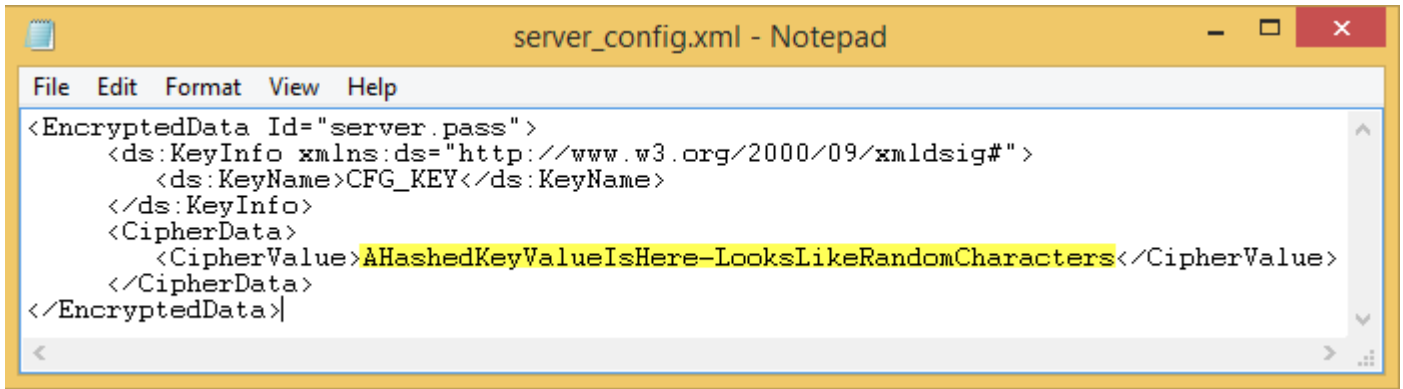 server_config.xml - Notepad
File Edit Format View Help
<EncryptedData Id="server.pass">
<ds:KeyInfo xmlns:ds="http://www.w3.org/2000/09/xmldsig#">
<ds:KeyName>CFG_KEY</ds:KeyName>
</ds:KeyInfo>
<CipherData>
<CipherValue>AHashedKeyValueIsHere-LooksLikeRandomCharacters</CipherValue>
</CipherData>
</EncryptedData>